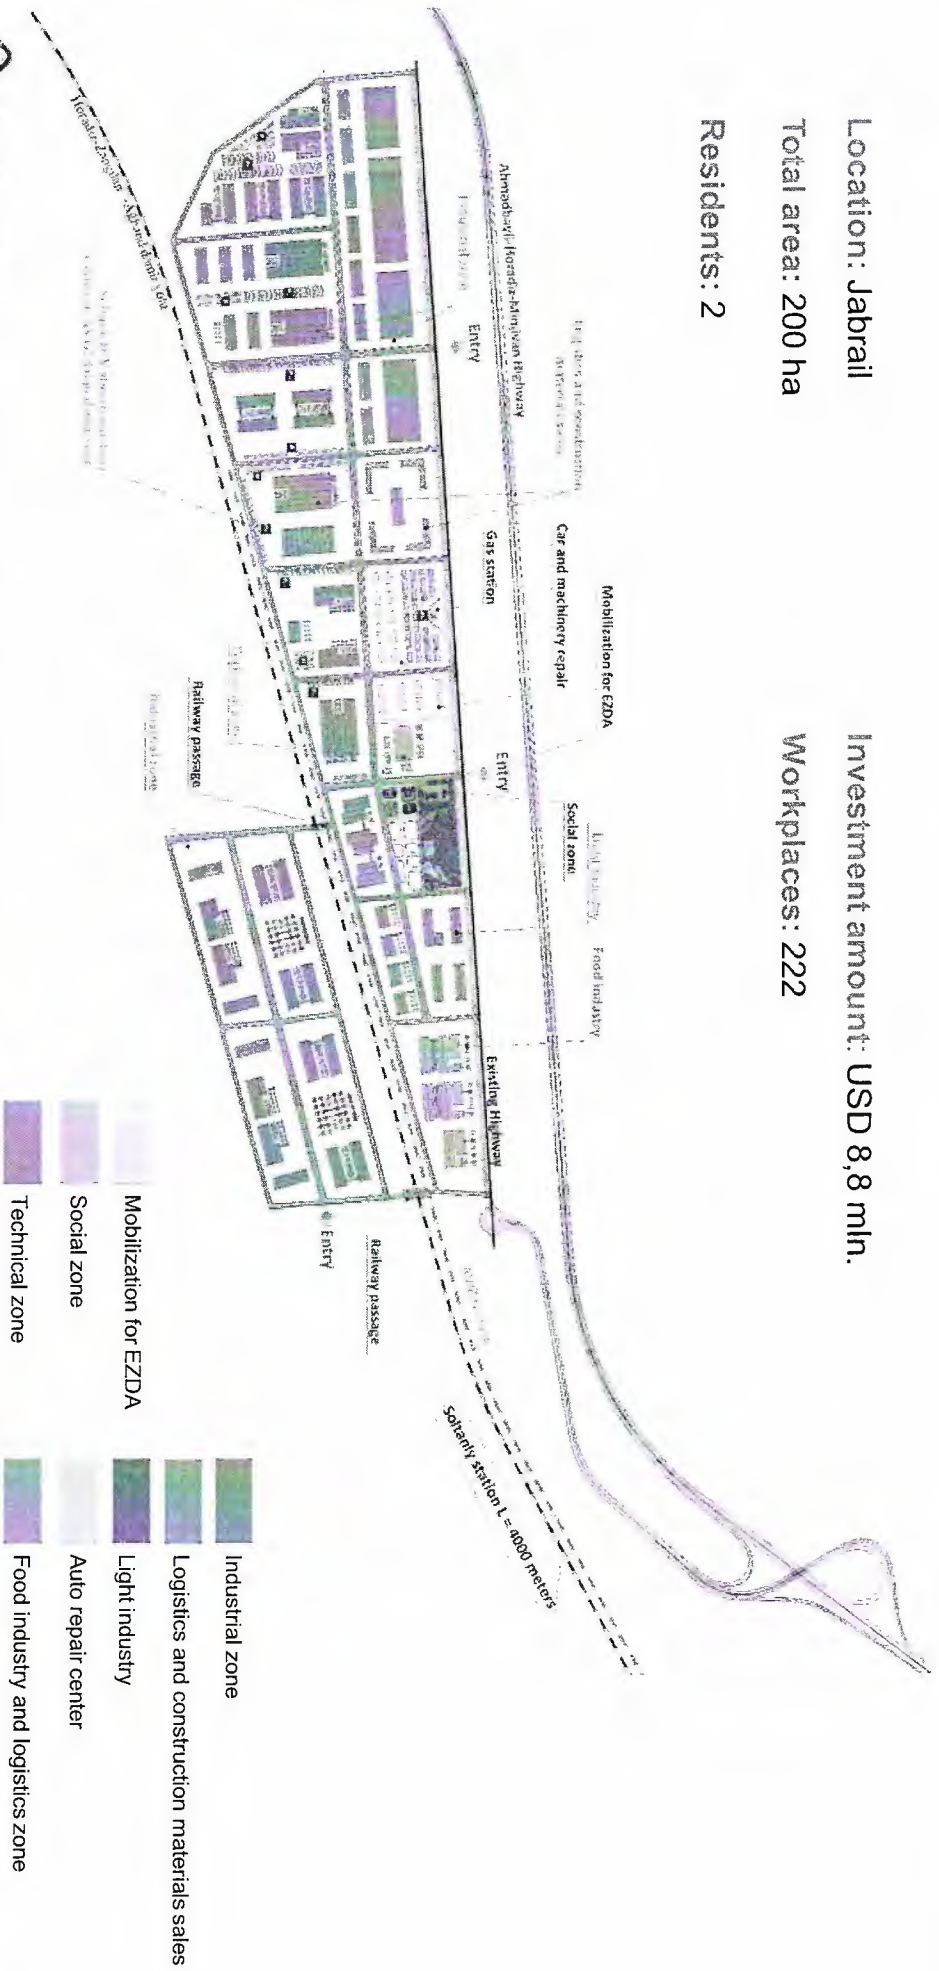 Location: Jabrail
Total area: 200 ha
Residents: 2
Investment amount: USD 8,8 mln.
Workplaces: 222
Ahmadbayli-Horadiz-Minjivan Highway
Entry
Gas station
Car and machinery repair
Mobilization for EZDA
Entry
Social zone
Food industry
Existing Highway
Railway passage
Entry
Railway passage
Soltanly station L = 4000 meters
Mobilization for EZDA
Social zone
Technical zone
Industrial zone
Logistics and construction materials sales
Light industry
Auto repair center
Food industry and logistics zone